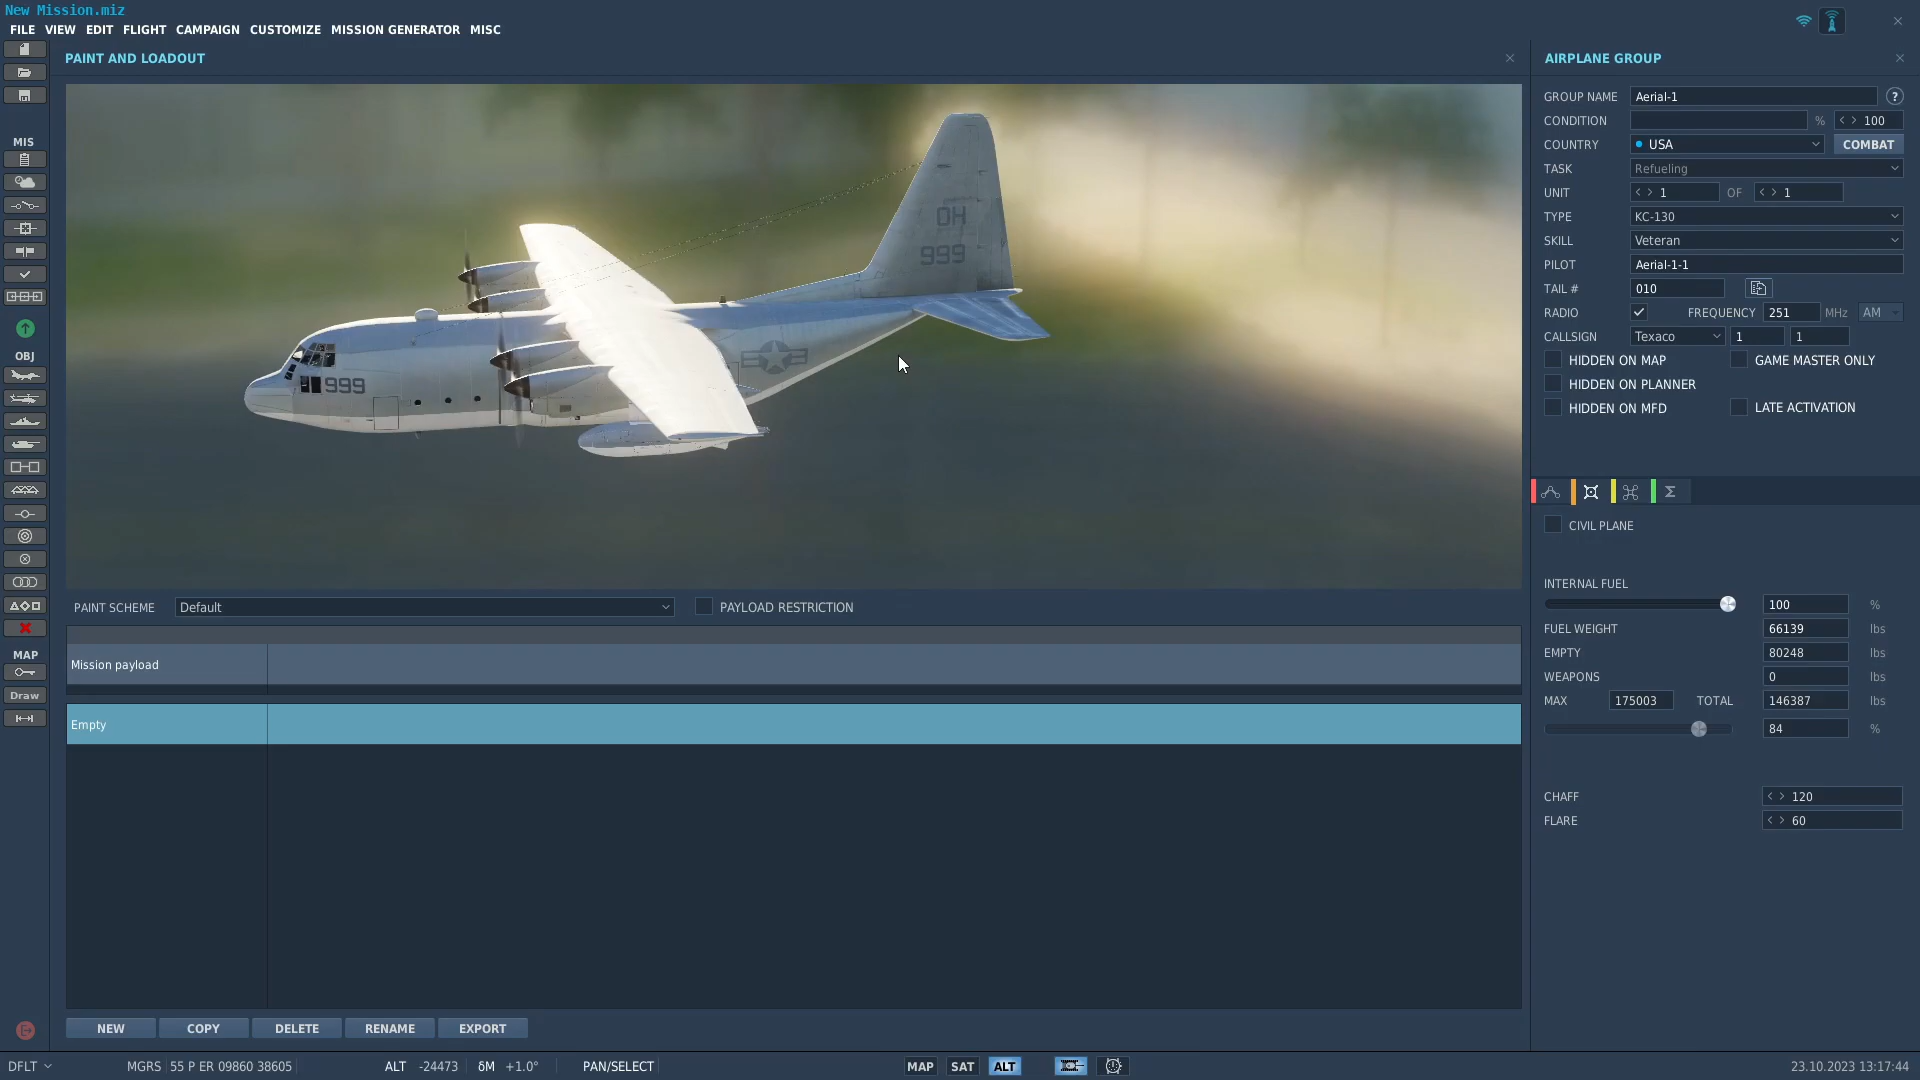 New Mission.miz
FILE VIEW EDIT FLIGHT CAMPAIGN CUSTOMIZE MISSION GENERATOR MISC
PAINT AND LOADOUT
OH
999
999
PAINT SCHEME Default PAYLOAD RESTRICTION
Mission payload
Empty
NEW COPY DELETE RENAME EXPORT
MIS
OBJ
MAP
Draw
AIRPLANE GROUP
GROUP NAME Aerial-1 ?
CONDITION % < > 100
COUNTRY USA COMBAT
TASK Refueling
UNIT < > 1 OF < > 1
TYPE KC-130
SKILL Veteran
PILOT Aerial-1-1
TAIL # 010
RADIO FREQUENCY 251 MHz AM
CALLSIGN Texaco 1 1
HIDDEN ON MAP GAME MASTER ONLY
HIDDEN ON PLANNER
HIDDEN ON MFD LATE ACTIVATION
Σ
CIVIL PLANE
INTERNAL FUEL
100 %
FUEL WEIGHT 66139 lbs
EMPTY 80248 lbs
WEAPONS 0 lbs
MAX 175003 TOTAL 146387 lbs
84 %
CHAFF < > 120
FLARE < > 60
DFLT MGRS 55 P ER 09860 38605 ALT -24473 δM +1.0° PAN/SELECT MAP SAT ALT 23.10.2023 13:17:44